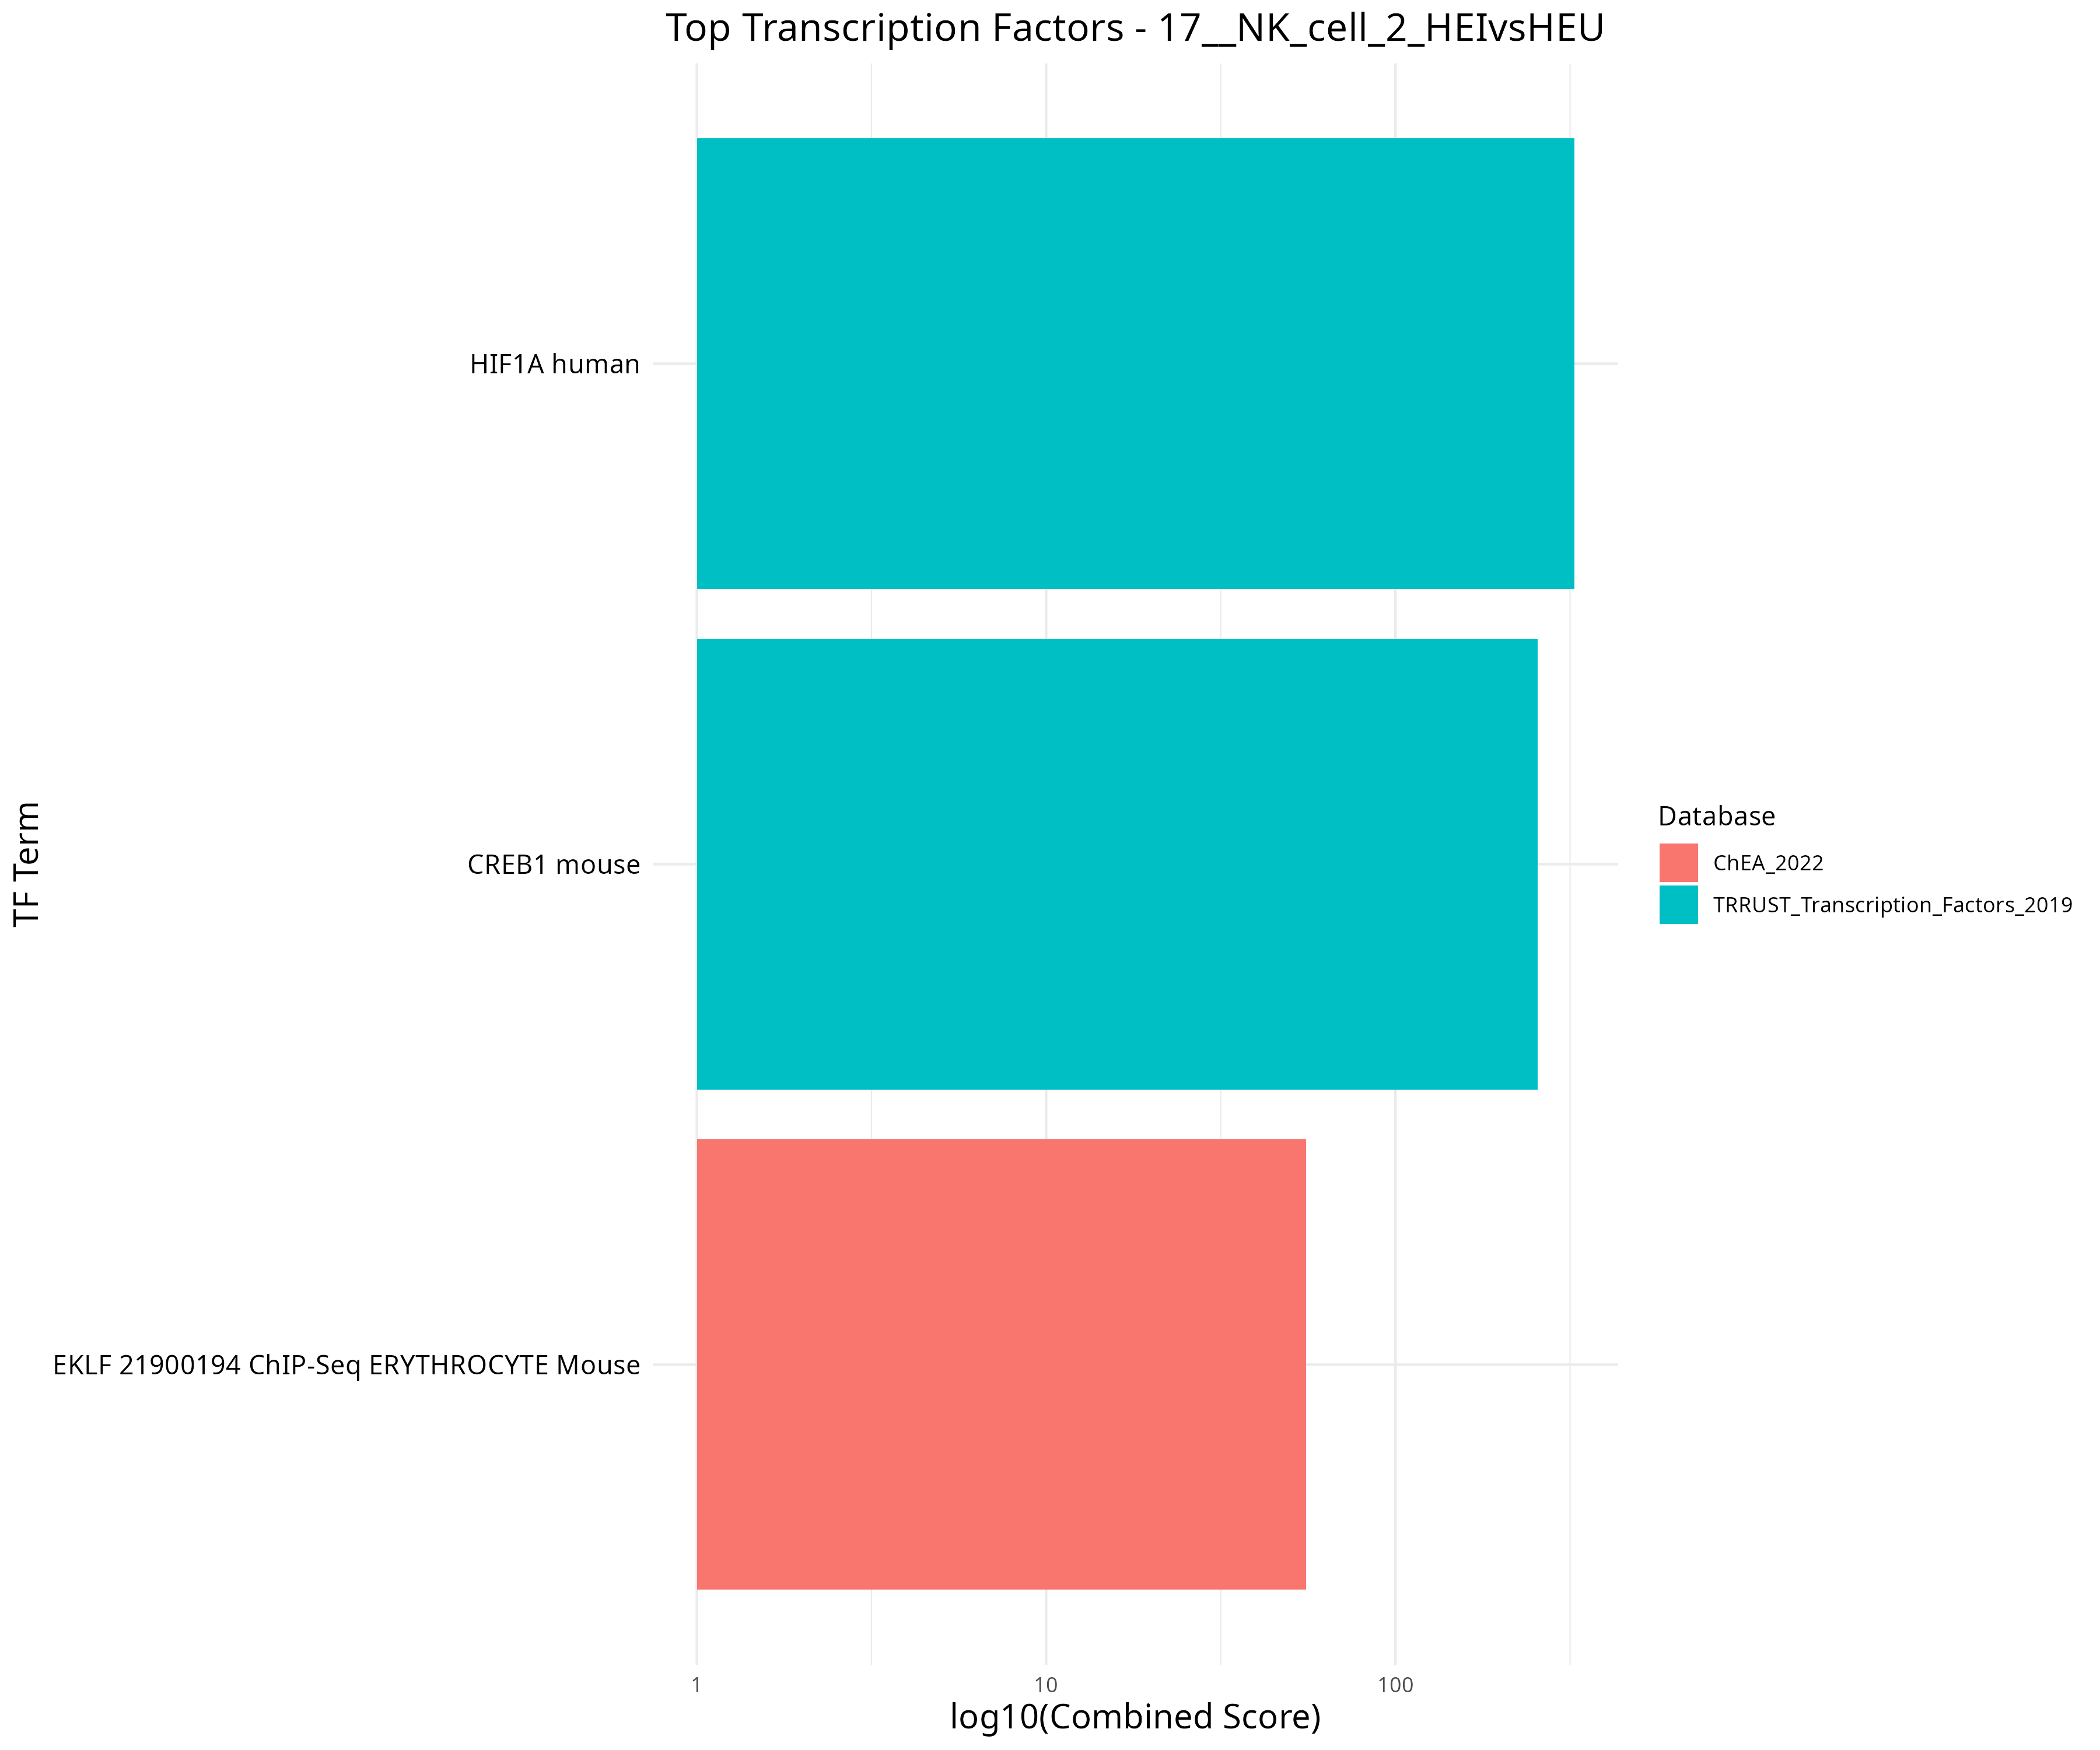 Top Transcription Factors - 17__NK_cell_2_HEIvsHEU
HIF1A human
CREB1 mouse
EKLF 21900194 ChIP-Seq ERYTHROCYTE Mouse
TF Term
1 10 100
log10(Combined Score)
Database
ChEA_2022
TRRUST_Transcription_Factors_2019